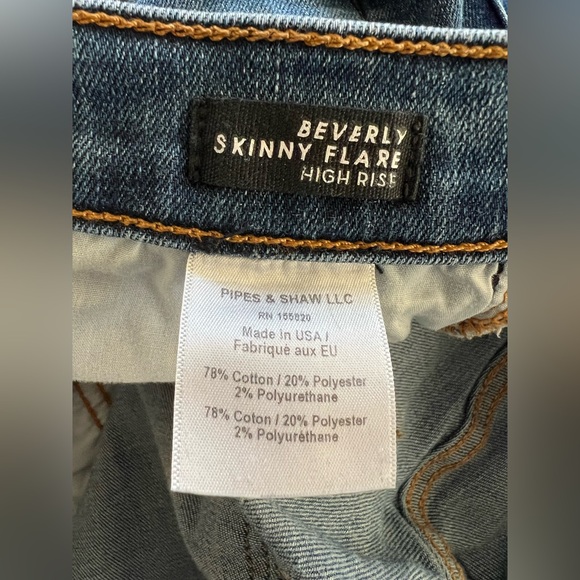 BEVERLY
SKINNY FLARE
HIGH RISE
PIPES & SHAW LLC
RN 155820
Made in USA /
Fabriqué aux EU
78% Cotton / 20% Polyester
2% Polyurethane
78% Coton / 20% Polyester
2% Polyuréthane